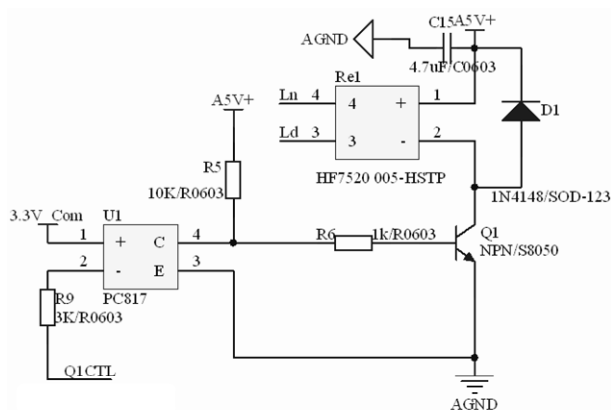 C15
A5V+
AGND
4.7uF/C0603
Re1
A5V+
Ln 4 4 + 1
D1
Ld 3 3 - 2
R5
HF7520 005-HSTP
10K/R0603
1N4148/SOD-123
3.3V_Com
U1
R6 1k/R0603
Q1
1 + C 4
NPN/S8050
2 - E 3
R9
PC817
3K/R0603
Q1CTL
AGND